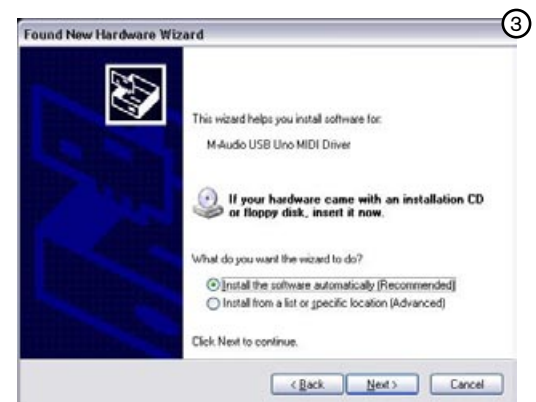 3
Found New Hardware Wizard
This wizard helps you install software for:
M-Audio USB Uno MIDI Driver
If your hardware came with an installation CD
or floppy disk, insert it now.
What do you want the wizard to do?
Install the software automatically (Recommended)
Install from a list or specific location (Advanced)
Click Next to continue.
< Back
Next >
Cancel